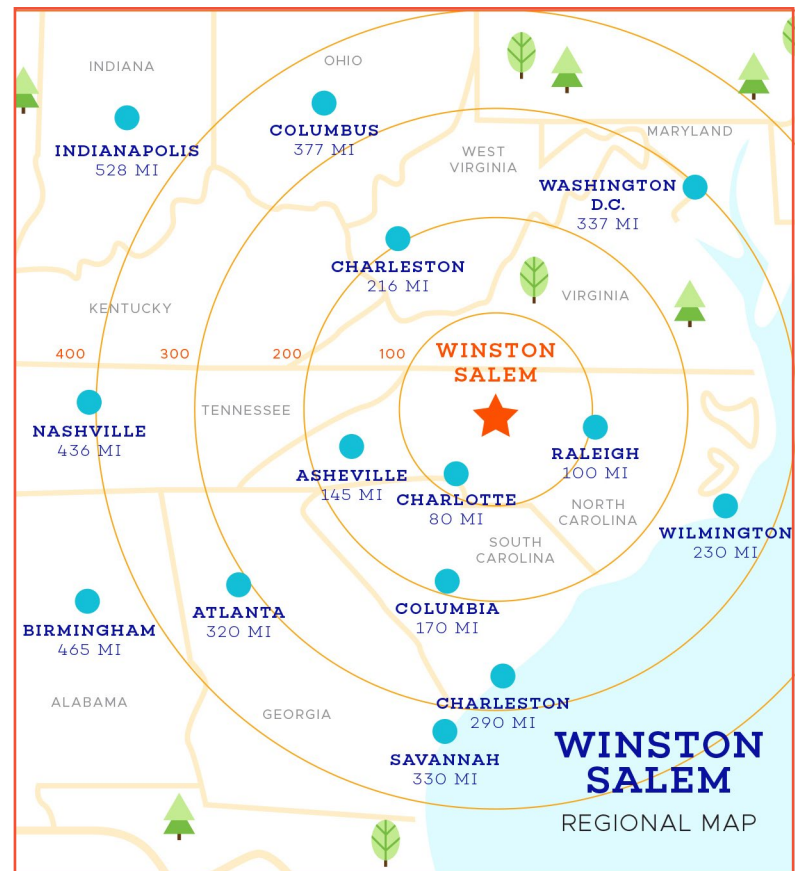 INDIANA
OHIO
INDIANAPOLIS
528 MI
COLUMBUS
377 MI
WEST
VIRGINIA
MARYLAND
WASHINGTON
D.C.
337 MI
CHARLESTON
216 MI
KENTUCKY
VIRGINIA
400
300
200
100
WINSTON
SALEM
NASHVILLE
436 MI
TENNESSEE
ASHEVILLE
145 MI
CHARLOTTE
80 MI
RALEIGH
100 MI
NORTH
CAROLINA
SOUTH
CAROLINA
WILMINGTON
230 MI
BIRMINGHAM
465 MI
ATLANTA
320 MI
COLUMBIA
170 MI
ALABAMA
GEORGIA
CHARLESTON
290 MI
SAVANNAH
330 MI
WINSTON
SALEM
REGIONAL MAP